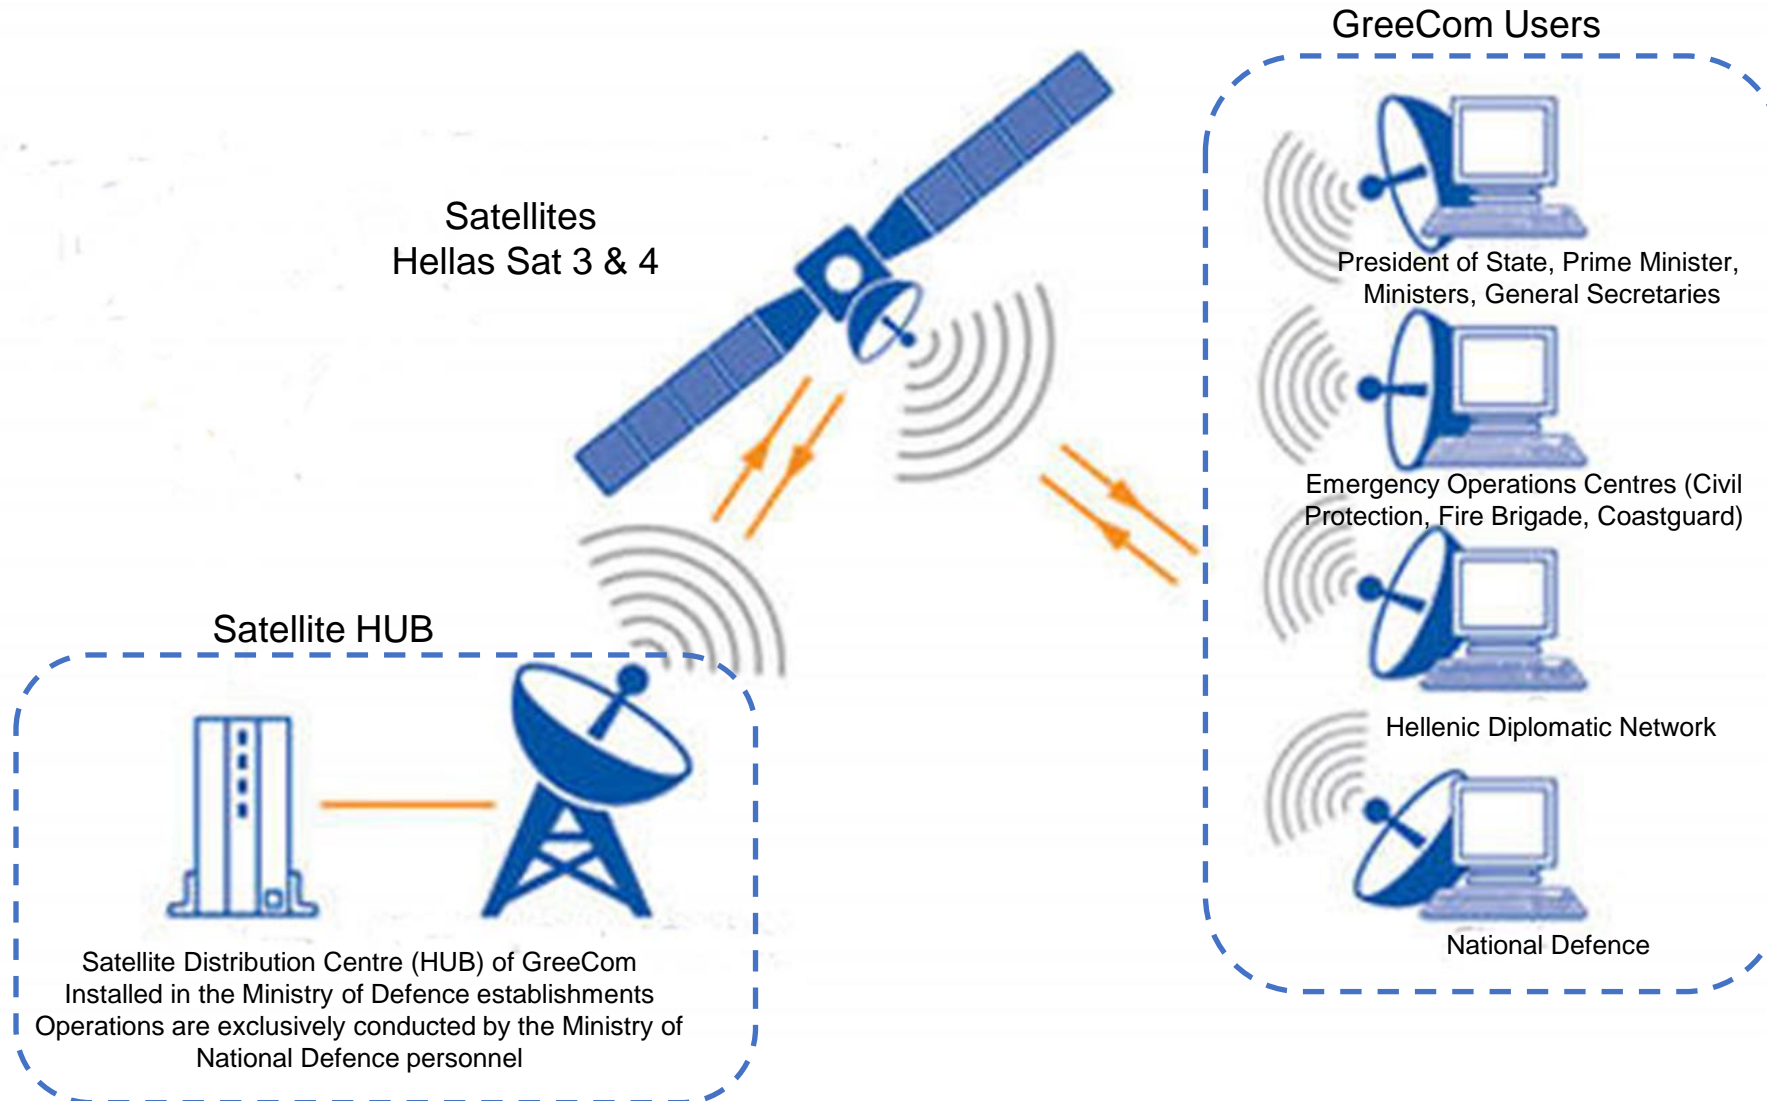 GreeCom Users
Satellites
Hellas Sat 3 & 4
President of State, Prime Minister,
Ministers, General Secretaries
Emergency Operations Centres (Civil
Protection, Fire Brigade, Coastguard)
Satellite HUB
Hellenic Diplomatic Network
National Defence
Satellite Distribution Centre (HUB) of GreeCom
Installed in the Ministry of Defence establishments
Operations are exclusively conducted by the Ministry of
National Defence personnel